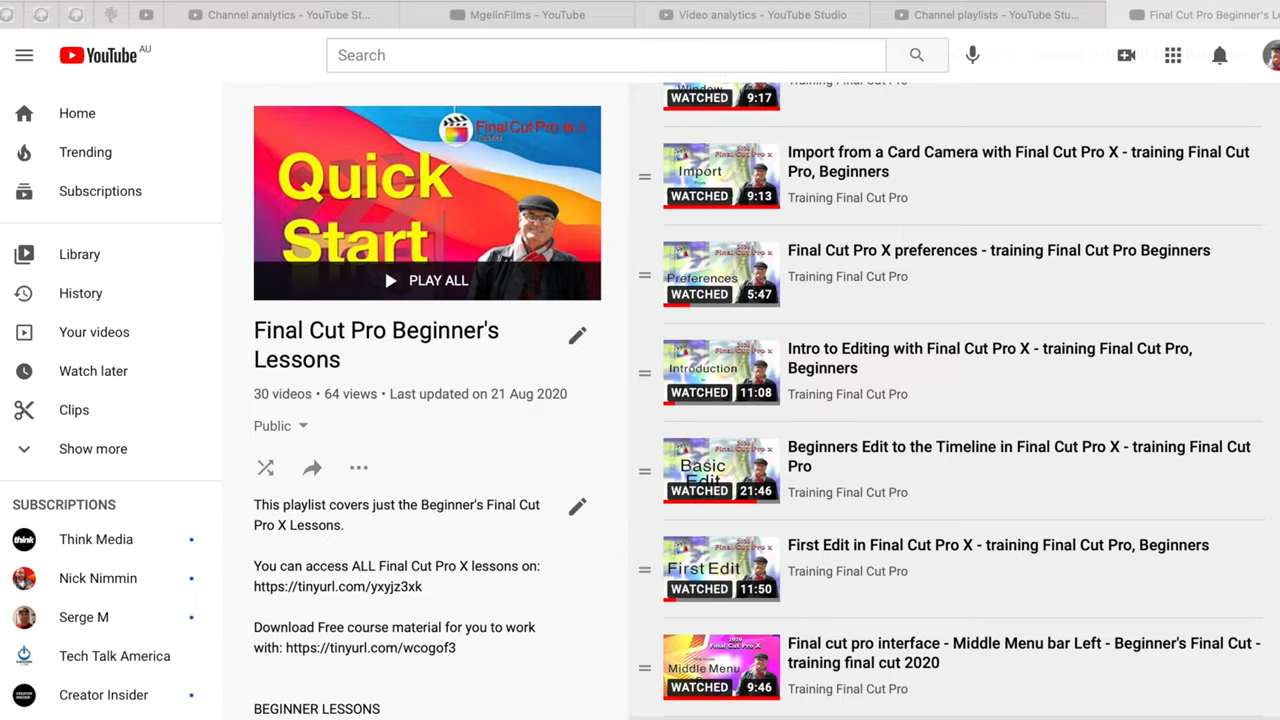 Channel analytics - YouTube St...
MgelinFilms - YouTube
Video analytics - YouTube Studio
Channel playlists - YouTube Stu...
Final Cut Pro Beginner's L
YouTube AU
Search
Home
Trending
Subscriptions
Library
History
Your videos
Watch later
Clips
Show more
SUBSCRIPTIONS
Think Media
Nick Nimmin
Serge M
Tech Talk America
Creator Insider
Final Cut Pro
Quick
Start
PLAY ALL
Final Cut Pro Beginner's
Lessons
30 videos • 64 views • Last updated on 21 Aug 2020
Public
This playlist covers just the Beginner's Final Cut
Pro X Lessons.
You can access ALL Final Cut Pro X lessons on:
https://tinyurl.com/yxyjz3xk
Download Free course material for you to work
with: https://tinyurl.com/wcogof3
BEGINNER LESSONS
Window
WATCHED 9:17
Training Final Cut Pro
Import
WATCHED 9:13
Import from a Card Camera with Final Cut Pro X - training Final Cut
Pro, Beginners
Training Final Cut Pro
Preferences
WATCHED 5:47
Final Cut Pro X preferences - training Final Cut Pro Beginners
Training Final Cut Pro
Introduction
WATCHED 11:08
Intro to Editing with Final Cut Pro X - training Final Cut Pro,
Beginners
Training Final Cut Pro
Basic
Edit
WATCHED 21:46
Beginners Edit to the Timeline in Final Cut Pro X - training Final Cut
Pro
Training Final Cut Pro
First Edit
WATCHED 11:50
First Edit in Final Cut Pro X - training Final Cut Pro, Beginners
Training Final Cut Pro
Final Cut Pro X
Middle Menu
WATCHED 9:46
Final cut pro interface - Middle Menu bar Left - Beginner's Final Cut -
training final cut 2020
Training Final Cut Pro